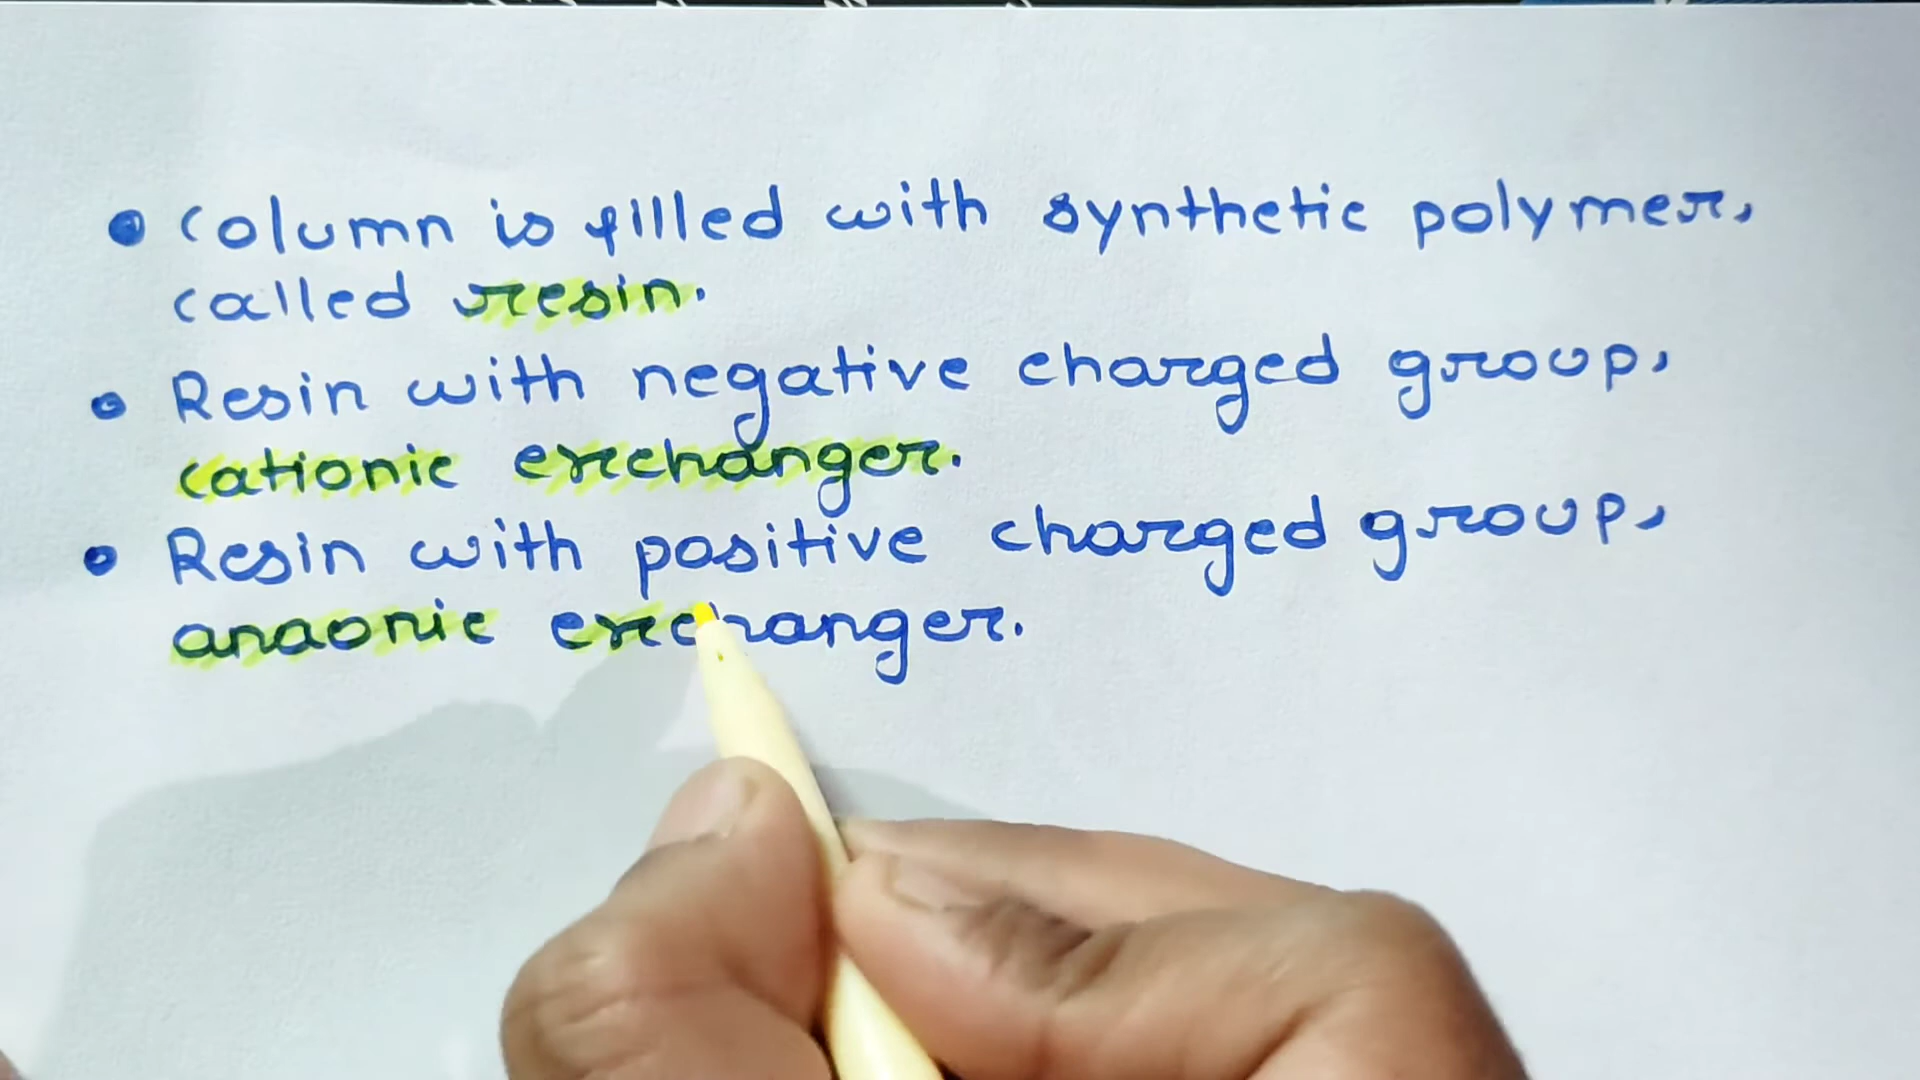 • Column is filled with synthetic polymer,
called resin.
• Resin with negative charged group,
cationic exchanger.
• Resin with positive charged group,
anaonic exchanger.